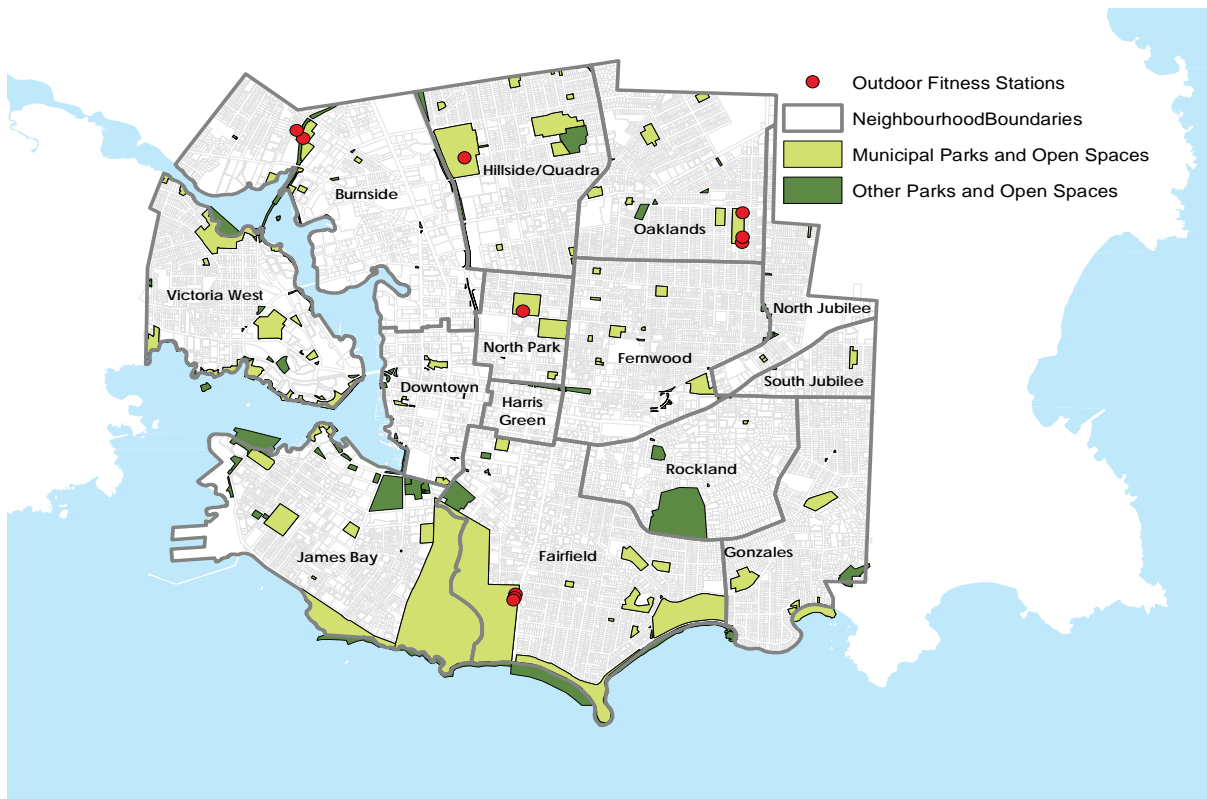 Outdoor Fitness Stations
NeighbourhoodBoundaries
Municipal Parks and Open Spaces
Other Parks and Open Spaces
Burnside
Hillside/Quadra
Oaklands
Victoria West
North Jubilee
North Park
Fernwood
Downtown
South Jubilee
Harris
Green
Rockland
James Bay
Fairfield
Gonzales